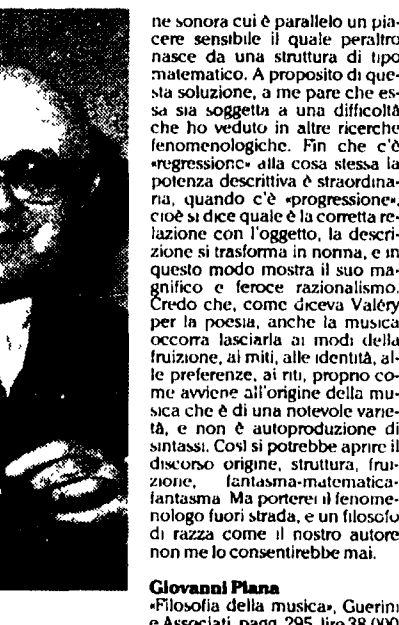 ne sonora cui è parallelo un pia-
cere sensibile il quale peraltro
nasce da una struttura di tipo
matematico. A proposito di que-
sta soluzione, a me pare che es-
sa sia soggetta a una difficoltà
che ho veduto in altre ricerche
fenomenologiche. Fin che c'è
«regressione» alla cosa stessa la
potenza descrittiva è straordina-
ria, quando c'è «progressione»,
cioè si dice quale è la corretta re-
lazione con l'oggetto, la descri-
zione si trasforma in norma, e in
questo modo mostra il suo ma-
gnifico e feroce razionalismo.
Credo che, come diceva Valéry
per la poesia, anche la musica
occorra lasciarla ai modi della
fruizione, ai miti, alle identità, al-
le preferenze, ai riti, proprio co-
me avviene all'origine della mu-
sica che è di una notevole varie-
tà, e non è autoproduzione di
sintassi. Così si potrebbe aprire il
discorso origine, struttura, frui-
zione, fantasma-matematica-
fantasma Ma porterei il fenome-
nologo fuori strada, e un filosofo
di razza come il nostro autore
non me lo consentirebbe mai.
Giovanni Piana
«Filosofia della musica», Guerini
e Associati, pagg. 295, lire 38.000